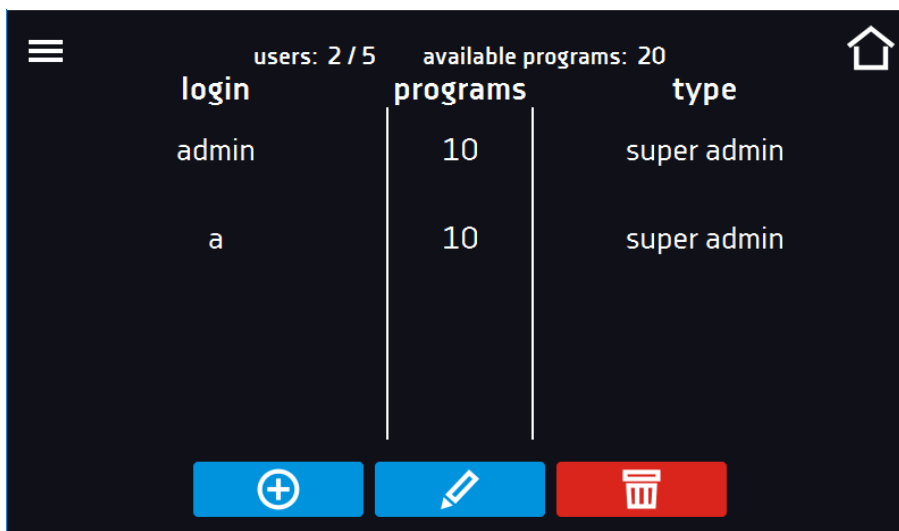 users: 2 / 5 available programs: 20
login programs type
admin 10 super admin
a 10 super admin